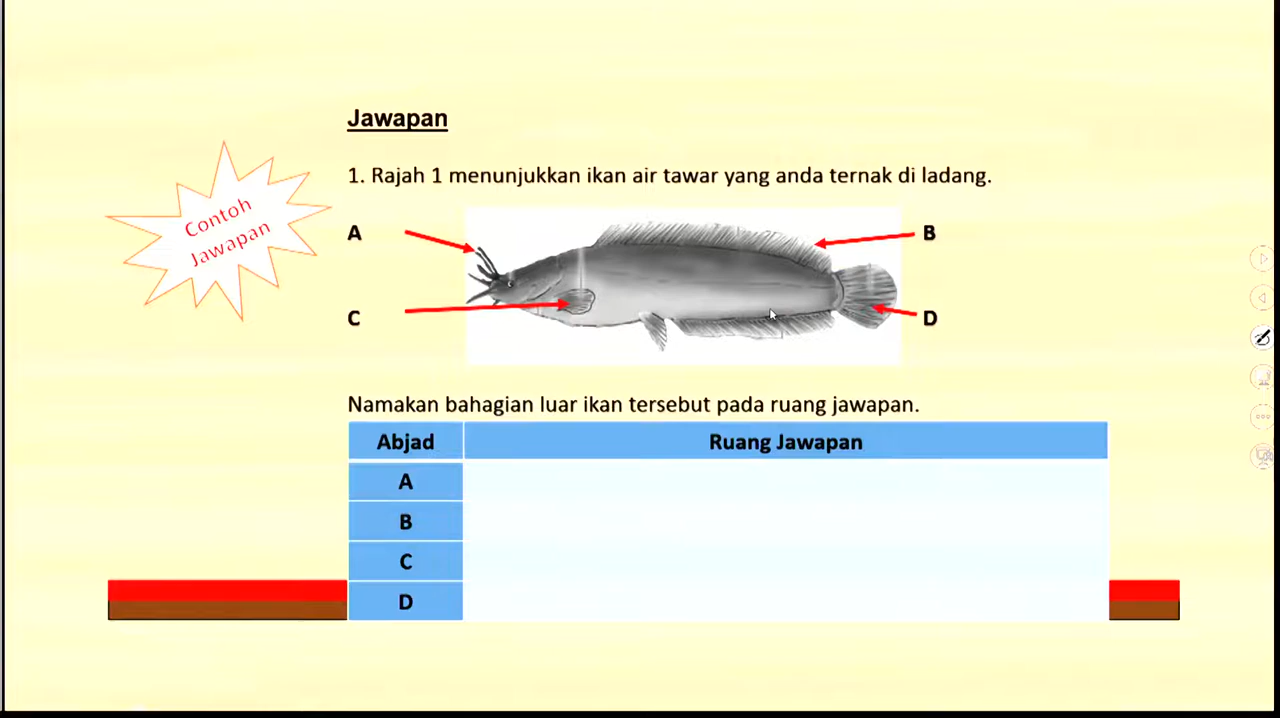 Jawapan
Contoh
Jawapan
1. Rajah 1 menunjukkan ikan air tawar yang anda ternak di ladang.
A
B
C
D
Namakan bahagian luar ikan tersebut pada ruang jawapan.
Abjad Ruang Jawapan
A
B
C
D